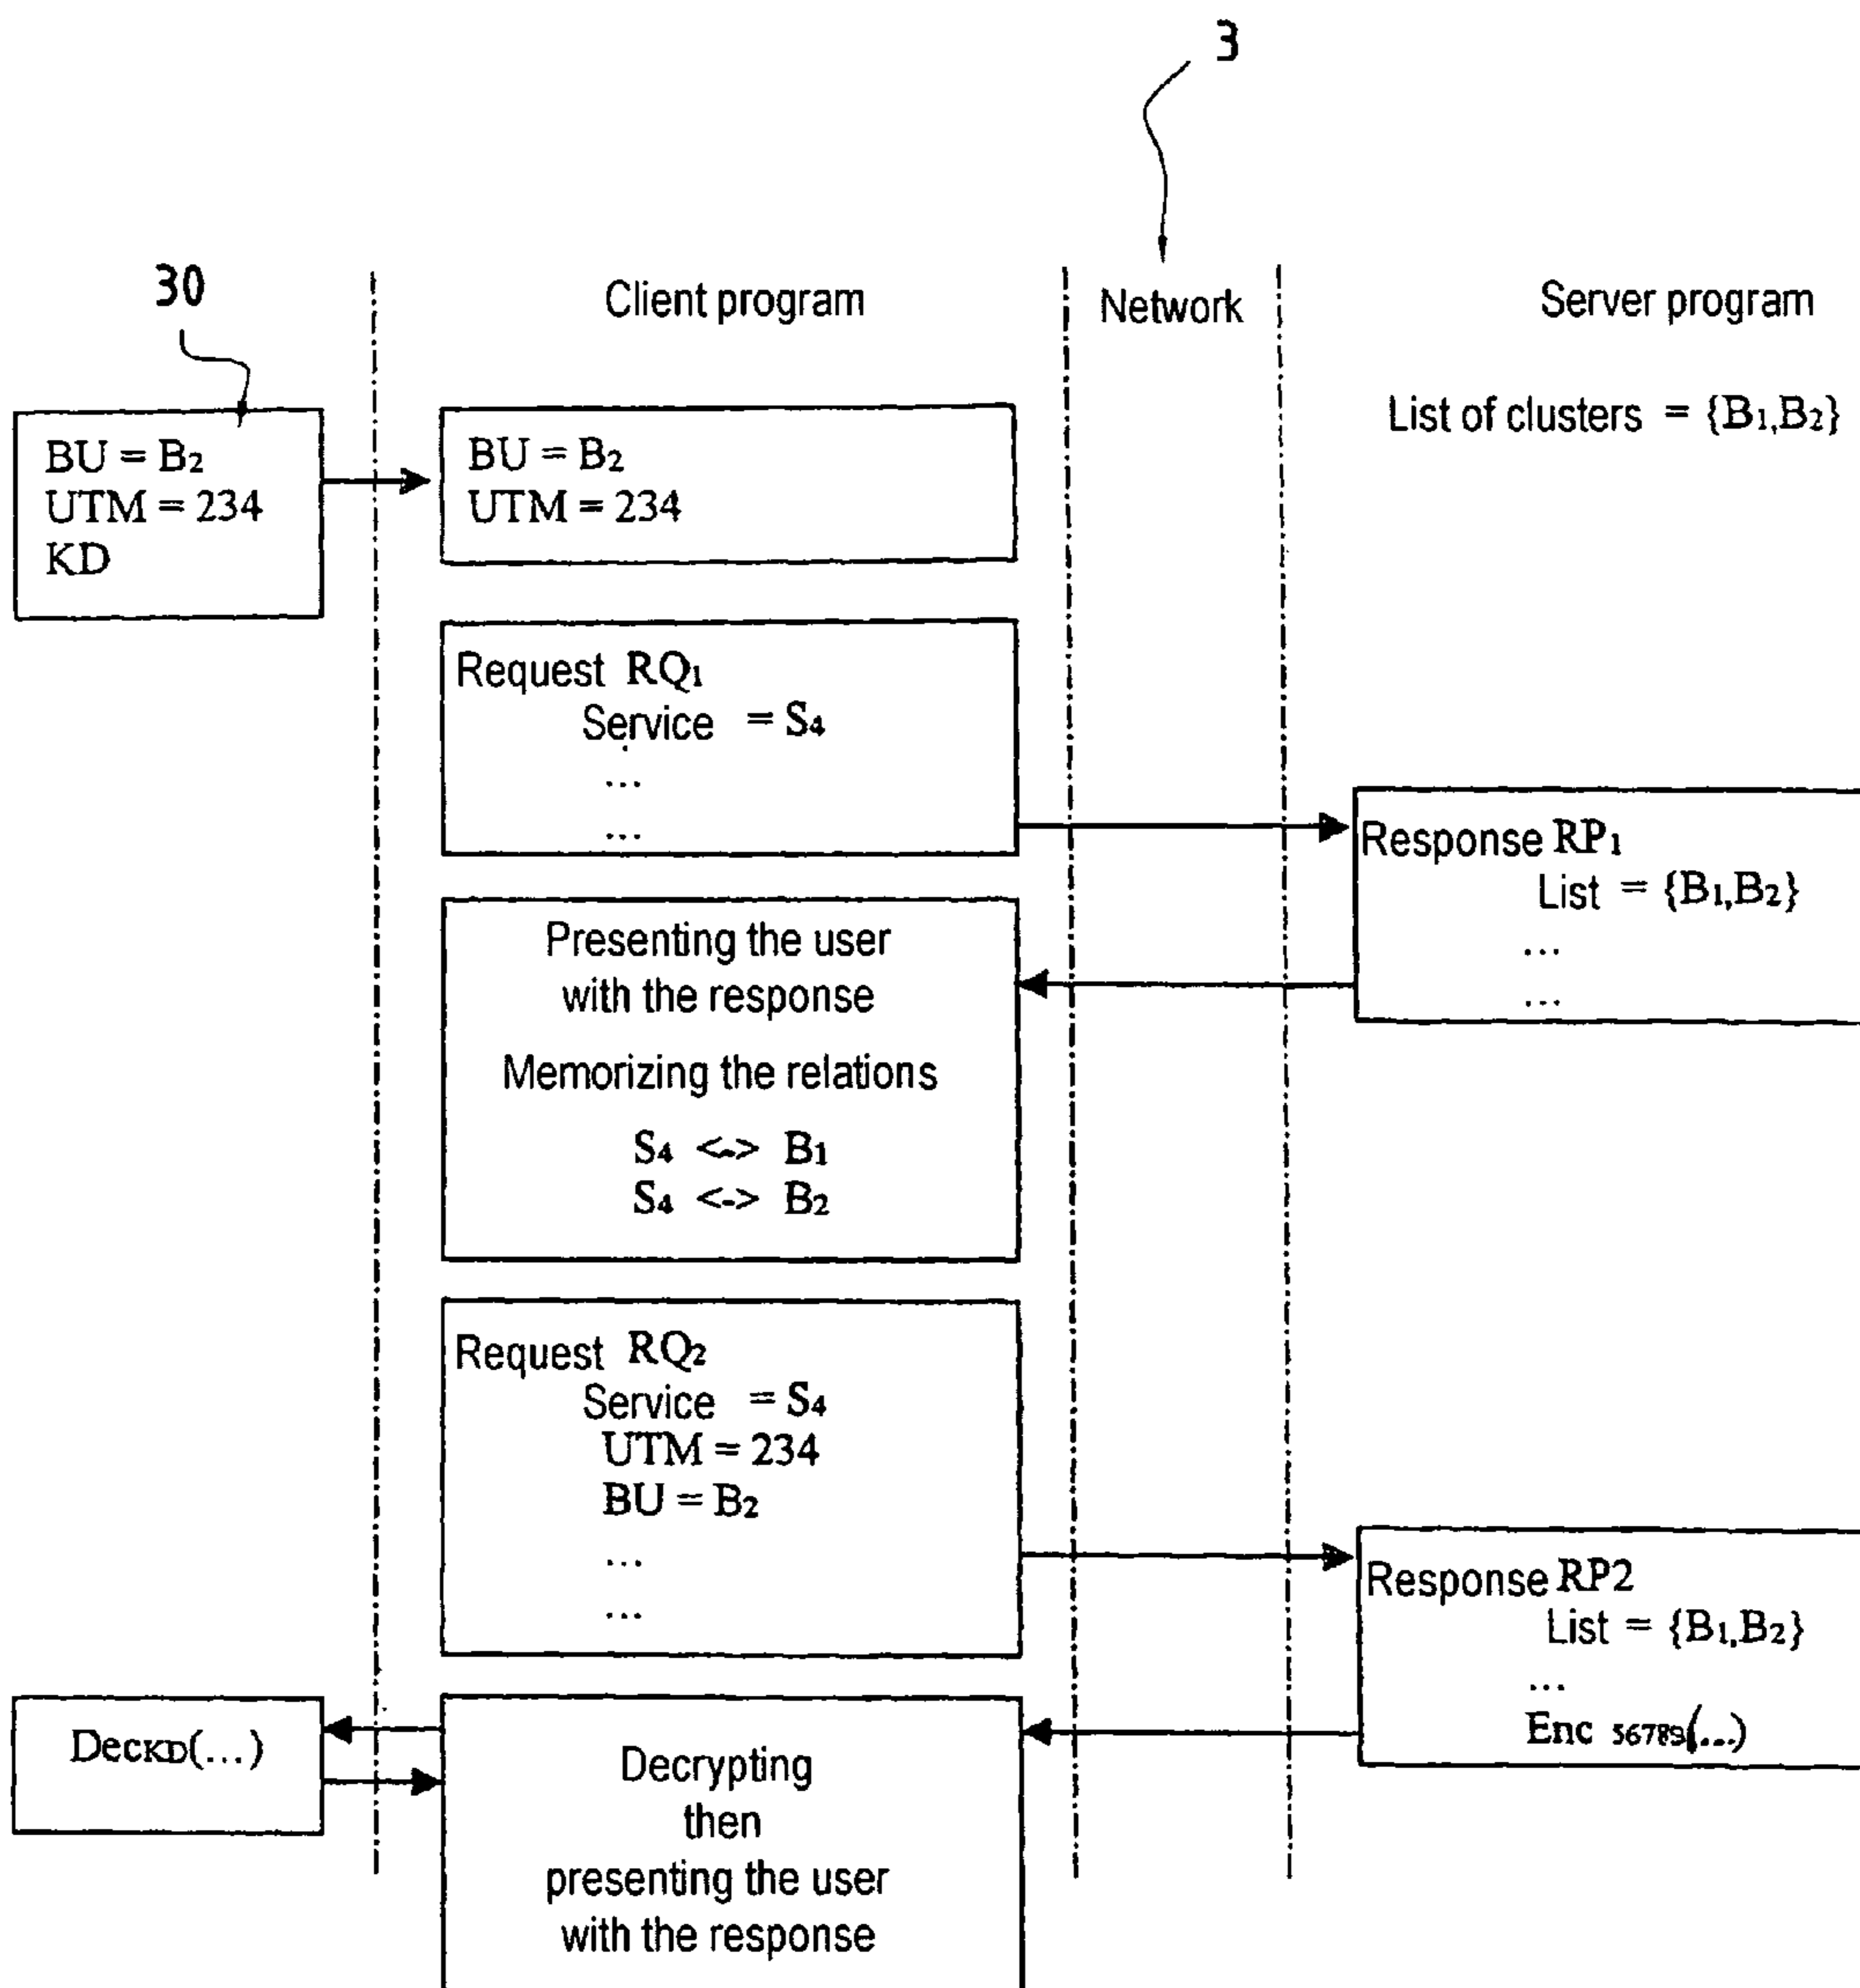 3
30
Client program
Network
Server program
List of clusters = {B1,B2}
BU = B2
UTM = 234
KD
BU = B2
UTM = 234
Request RQ1
Service = S4
...
...
Response RP1
List = {B1,B2}
...
...
Presenting the user
with the response
Memorizing the relations
S4 <-> B1
S4 <-> B2
Request RQ2
Service = S4
UTM = 234
BU = B2
...
...
Response RP2
List = {B1,B2}
...
Enc 56789(...)
DecKD(...)
Decrypting
then
presenting the user
with the response